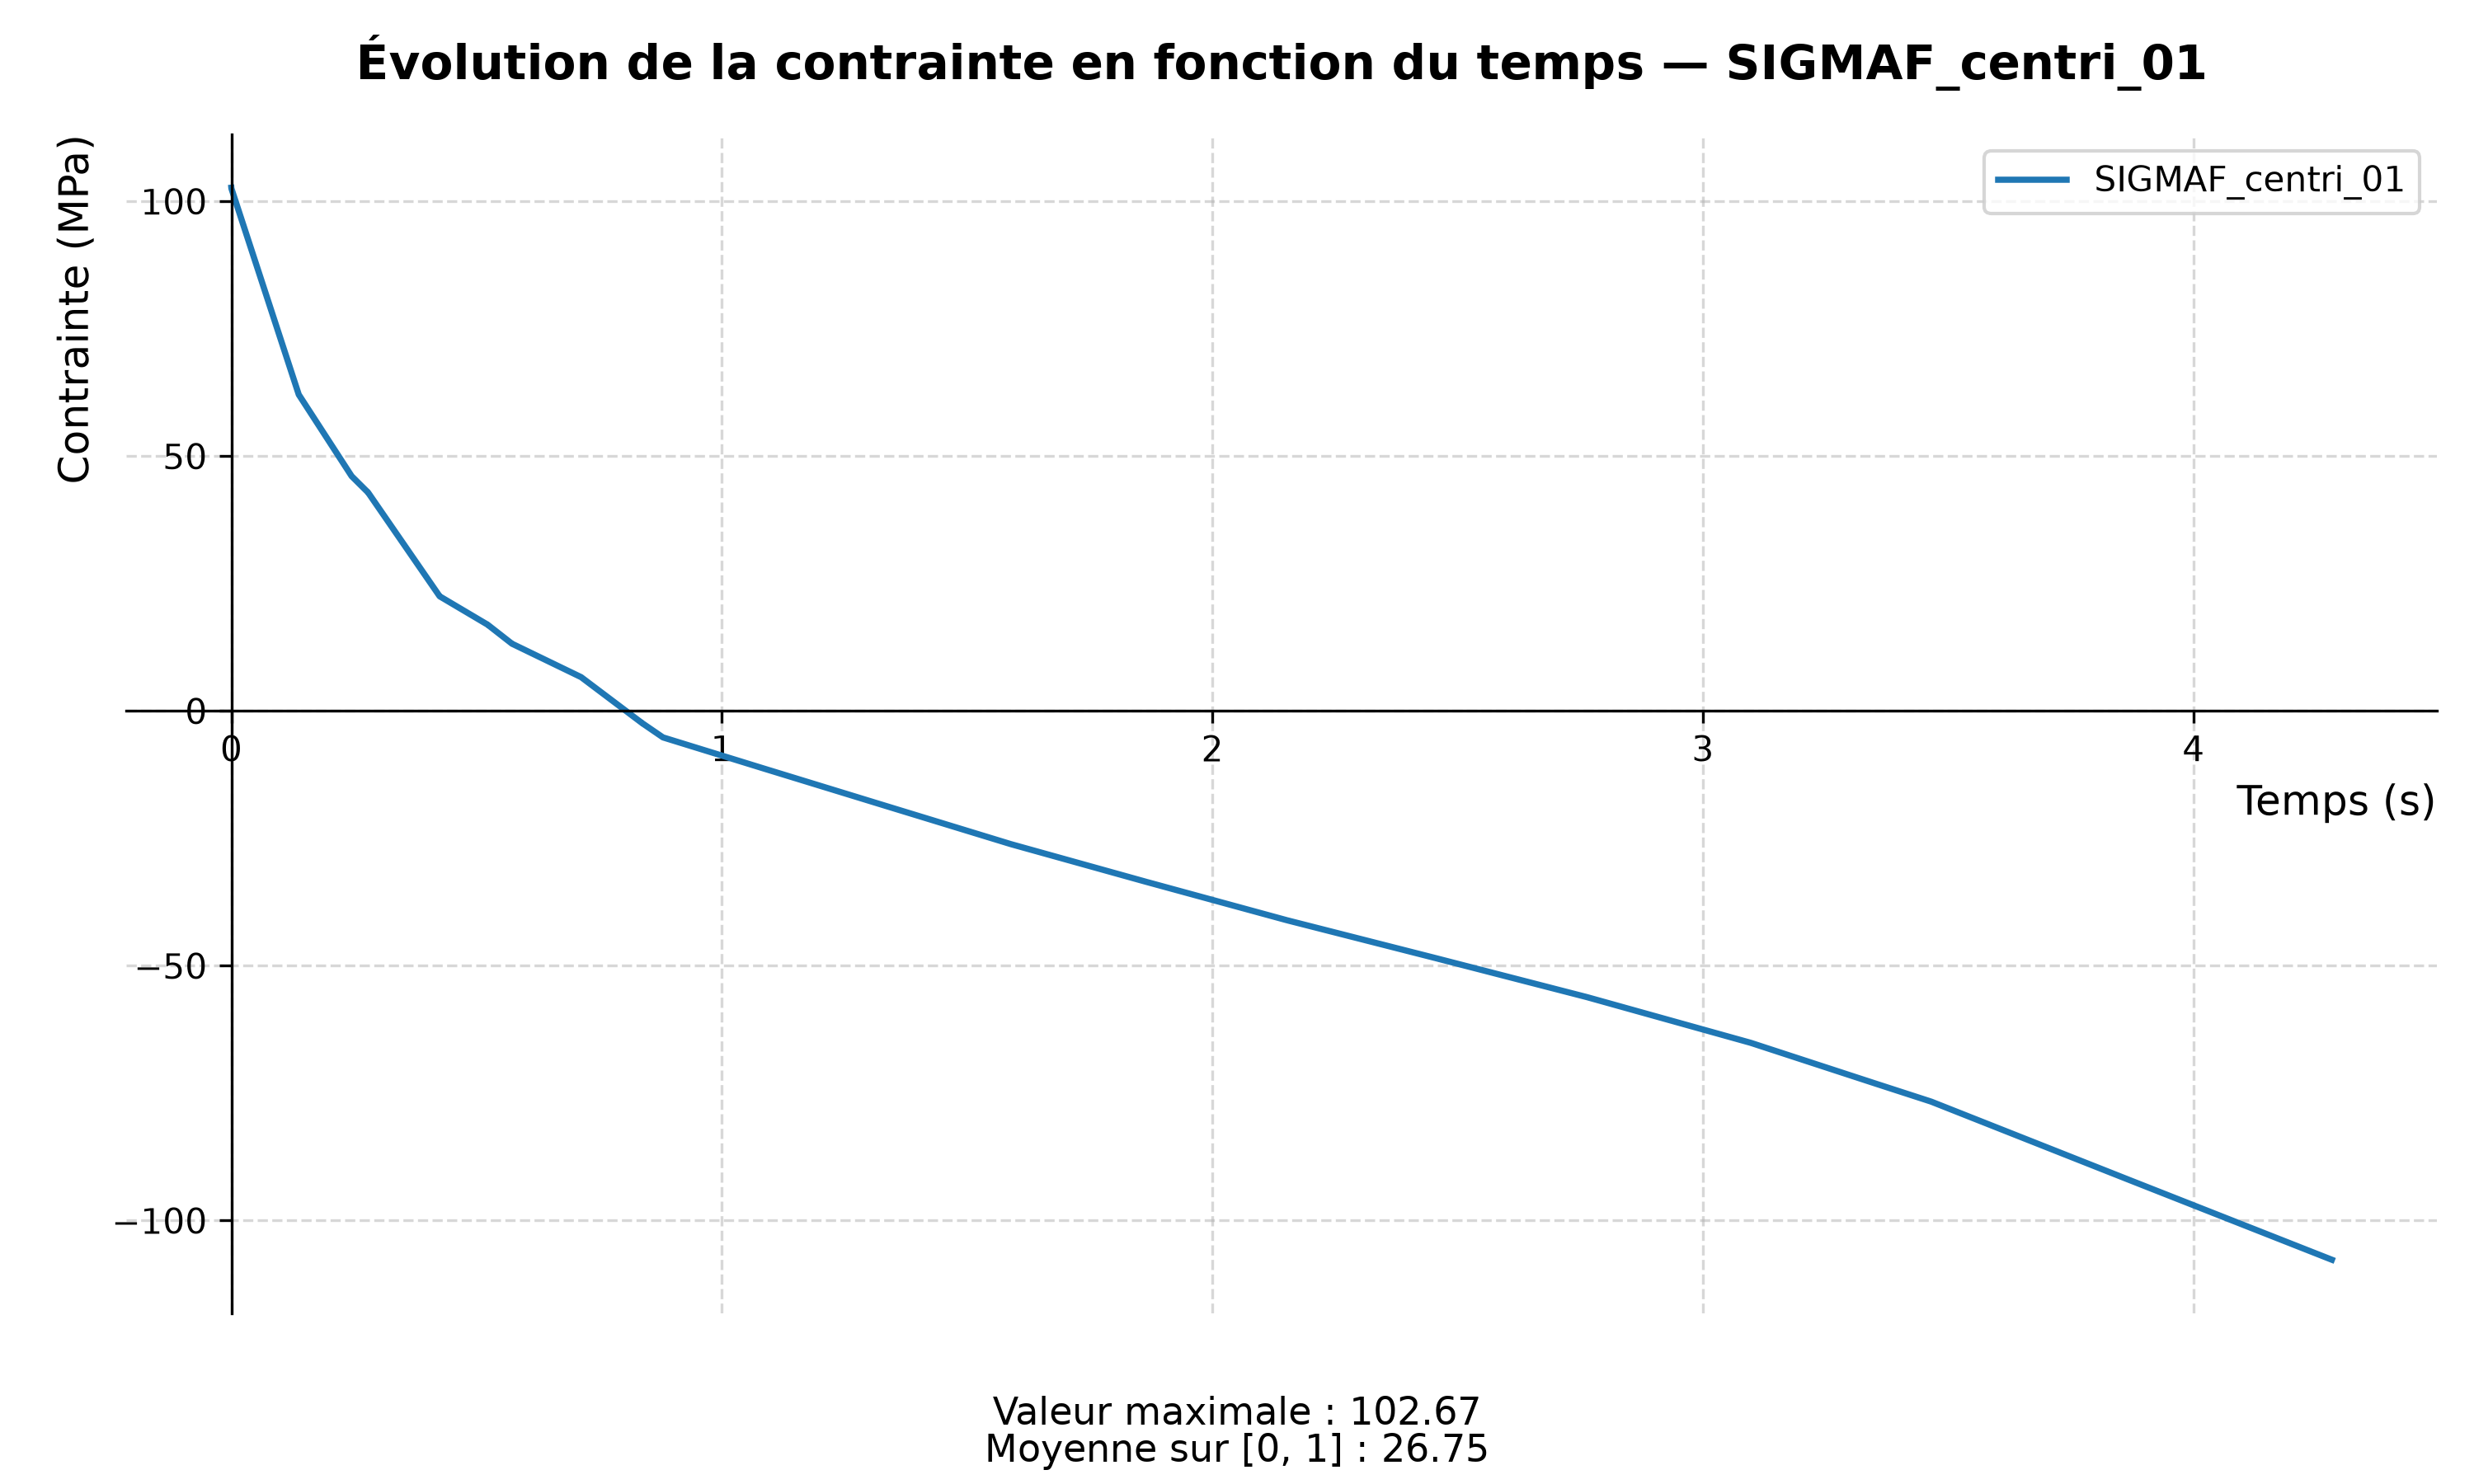 Évolution de la contrainte en fonction du temps — SIGMAF_centri_01
Contrainte (MPa)
SIGMAF_centri_01
100
50
0
−50
−100
0
1
2
3
4
Temps (s)
Valeur maximale : 102.67
Moyenne sur [0, 1] : 26.75